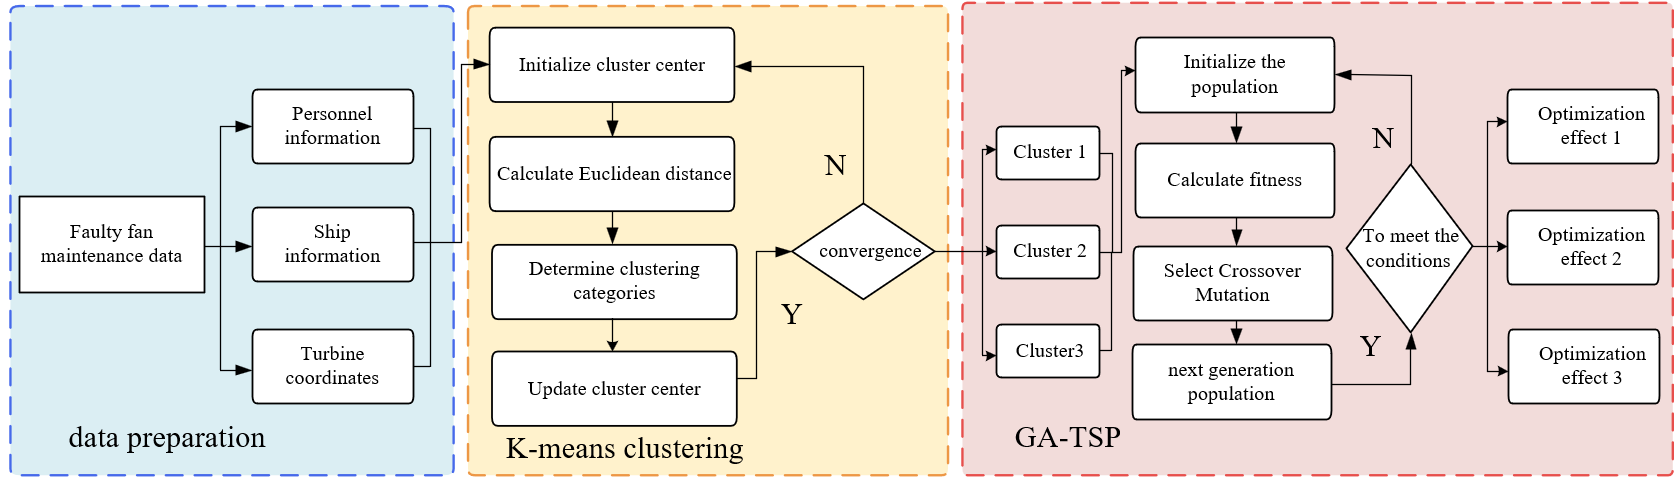 Faulty fan
maintenance data
Personnel
information
Ship
information
Turbine
coordinates
data preparation
Initialize cluster center
Calculate Euclidean distance
Determine clustering
categories
Update cluster center
N
convergence
Y
K-means clustering
Cluster 1
Cluster 2
Cluster3
Initialize the
population
Calculate fitness
Select Crossover
Mutation
next generation
population
N
To meet the
conditions
Y
Optimization
effect 1
Optimization
effect 2
Optimization
effect 3
GA-TSP